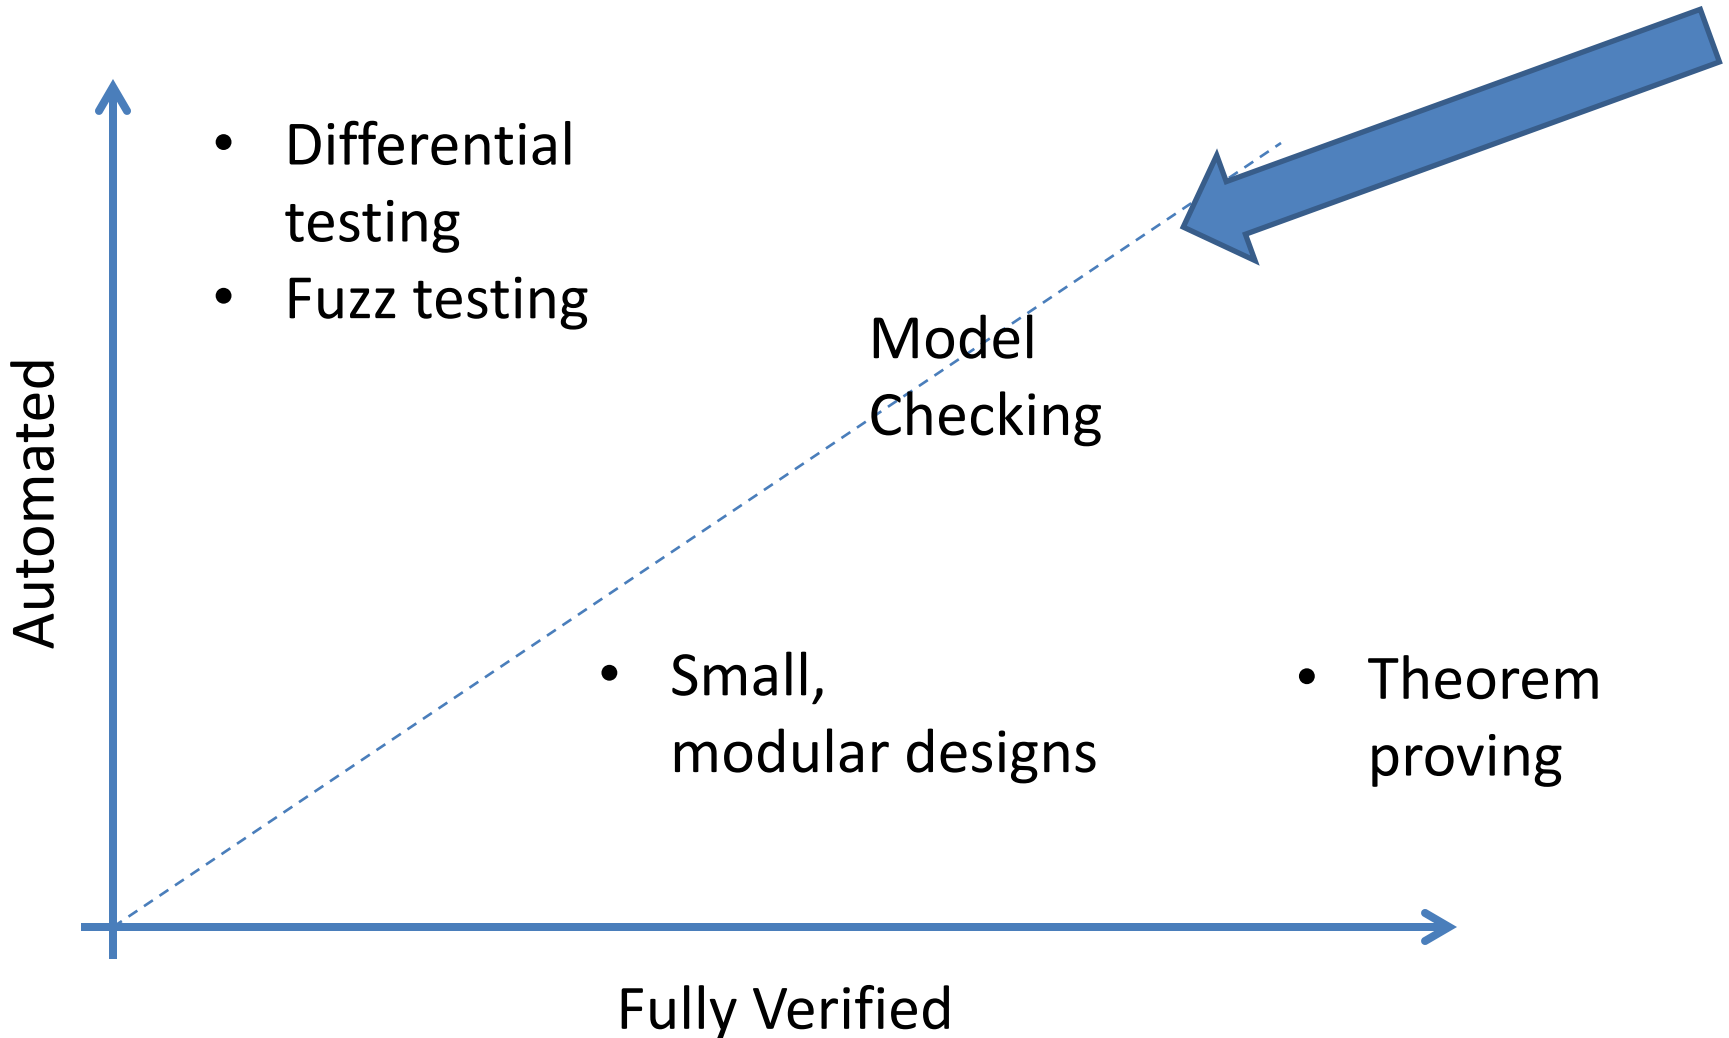 • Differential
testing
• Fuzz testing
Model
Checking
Automated
• Small,
modular designs
• Theorem
proving
Fully Verified